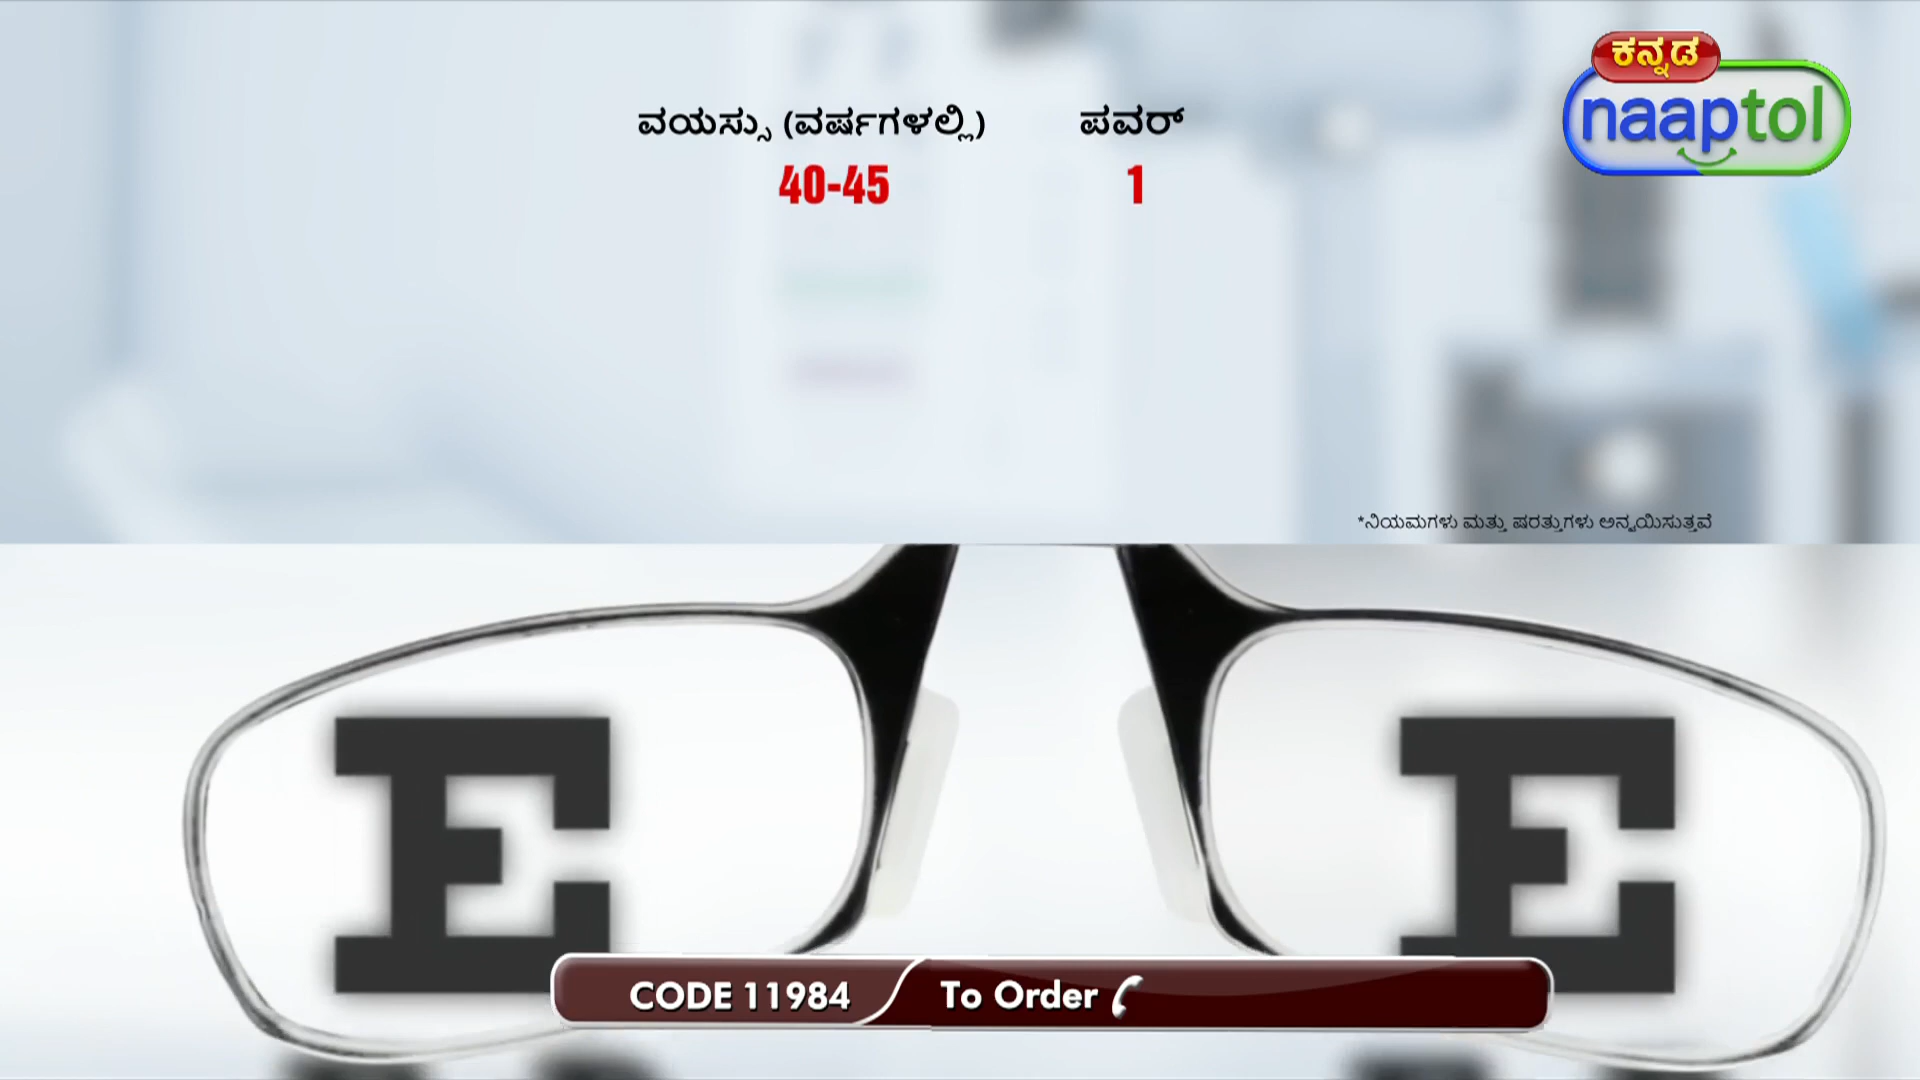 ಕನ್ನಡ
naaptol
ವಯಸ್ಸು (ವರ್ಷಗಳಲ್ಲಿ) ಪವರ್
40-45 1
*ನಿಯಮಗಳು ಮತ್ತು ಷರತ್ತುಗಳು ಅನ್ವಯಿಸುತ್ತವೆ
E E
CODE 11984 To Order